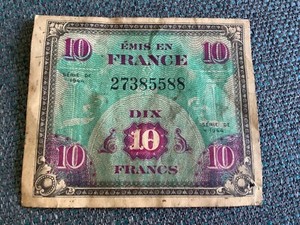 10 ÉMIS EN 10
FRANCE
SÉRIE DE 1944
27385588
SÉRIE DE 1944
DIX
10
10 FRANCS 10